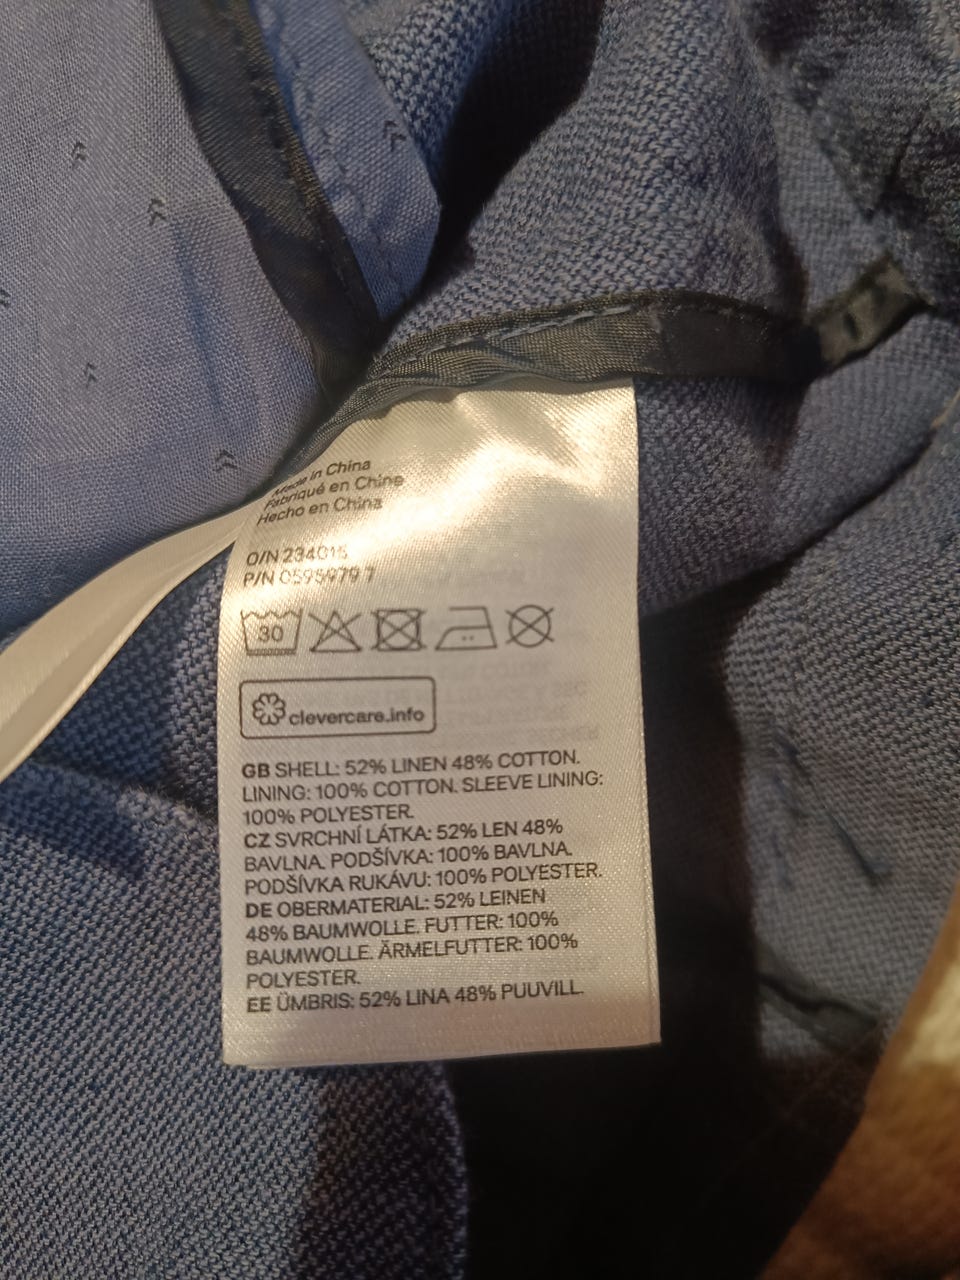 Made in China
Fabriqué en Chine
Hecho en China
O/N 234015
P/N 0595979 7
30
clevercare.info
GB SHELL: 52% LINEN 48% COTTON.
LINING: 100% COTTON. SLEEVE LINING:
100% POLYESTER.
CZ SVRCHNÍ LÁTKA: 52% LEN 48%
BAVLNA. PODŠÍVKA: 100% BAVLNA.
PODŠÍVKA RUKÁVU: 100% POLYESTER.
DE OBERMATERIAL: 52% LEINEN
48% BAUMWOLLE. FUTTER: 100%
BAUMWOLLE. ÄRMELFUTTER: 100%
POLYESTER.
EE ÜMBRIS: 52% LINA 48% PUUVILL.